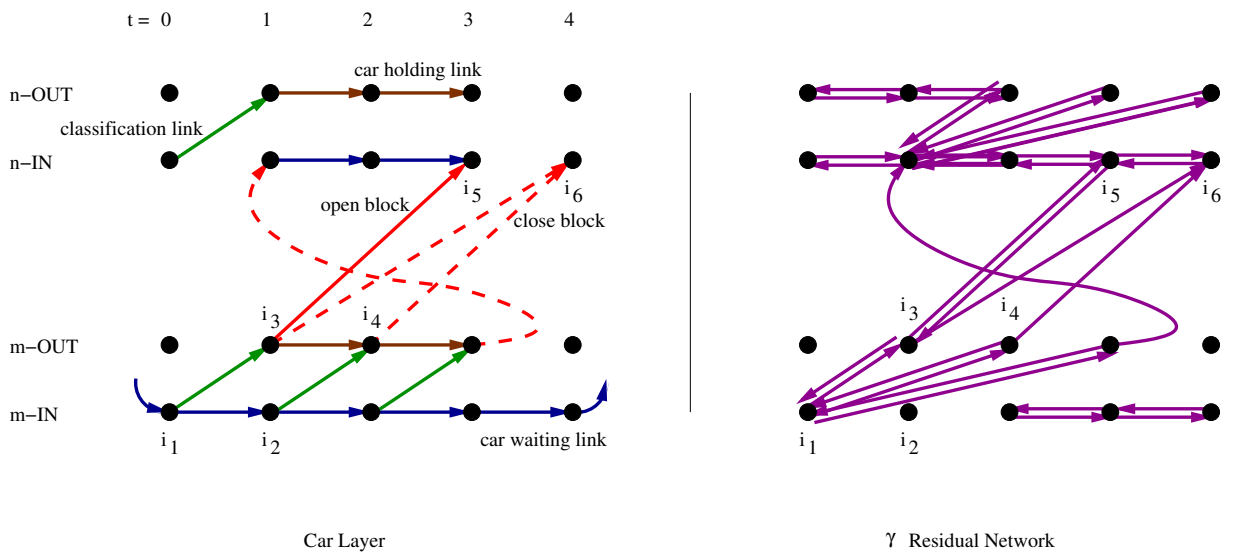 t = 0 1 2 3 4
n−OUT
car holding link
classification link
n−IN
i5 i6 i5 i6
open block
close block
i3 i4 i3 i4
m−OUT
m−IN
i1 i2 car waiting link i1 i2
Car Layer
γ Residual Network